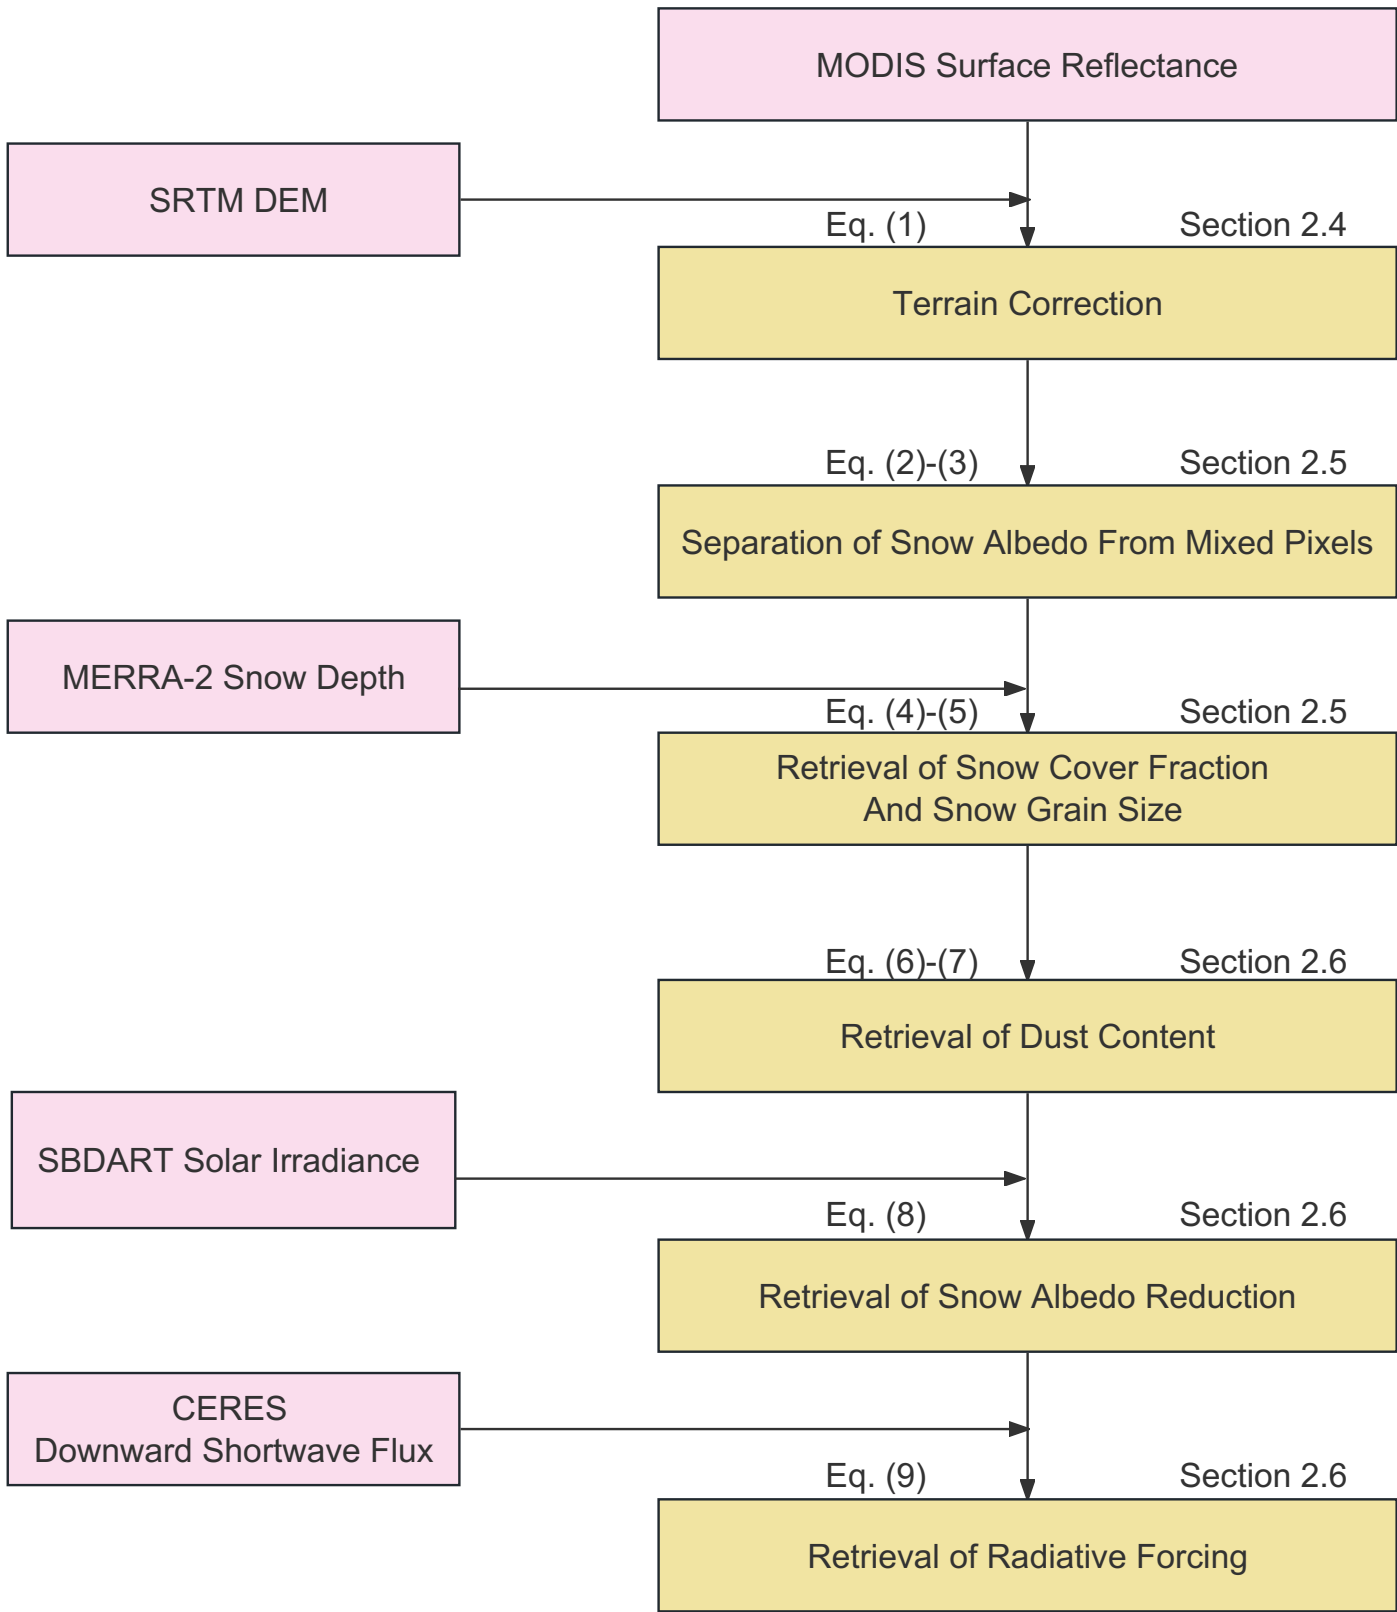 MODIS Surface Reflectance
SRTM DEM
Eq. (1)
Section 2.4
Terrain Correction
Eq. (2)-(3)
Section 2.5
Separation of Snow Albedo From Mixed Pixels
MERRA-2 Snow Depth
Eq. (4)-(5)
Section 2.5
Retrieval of Snow Cover Fraction
And Snow Grain Size
Eq. (6)-(7)
Section 2.6
Retrieval of Dust Content
SBDART Solar Irradiance
Eq. (8)
Section 2.6
Retrieval of Snow Albedo Reduction
CERES
Downward Shortwave Flux
Eq. (9)
Section 2.6
Retrieval of Radiative Forcing